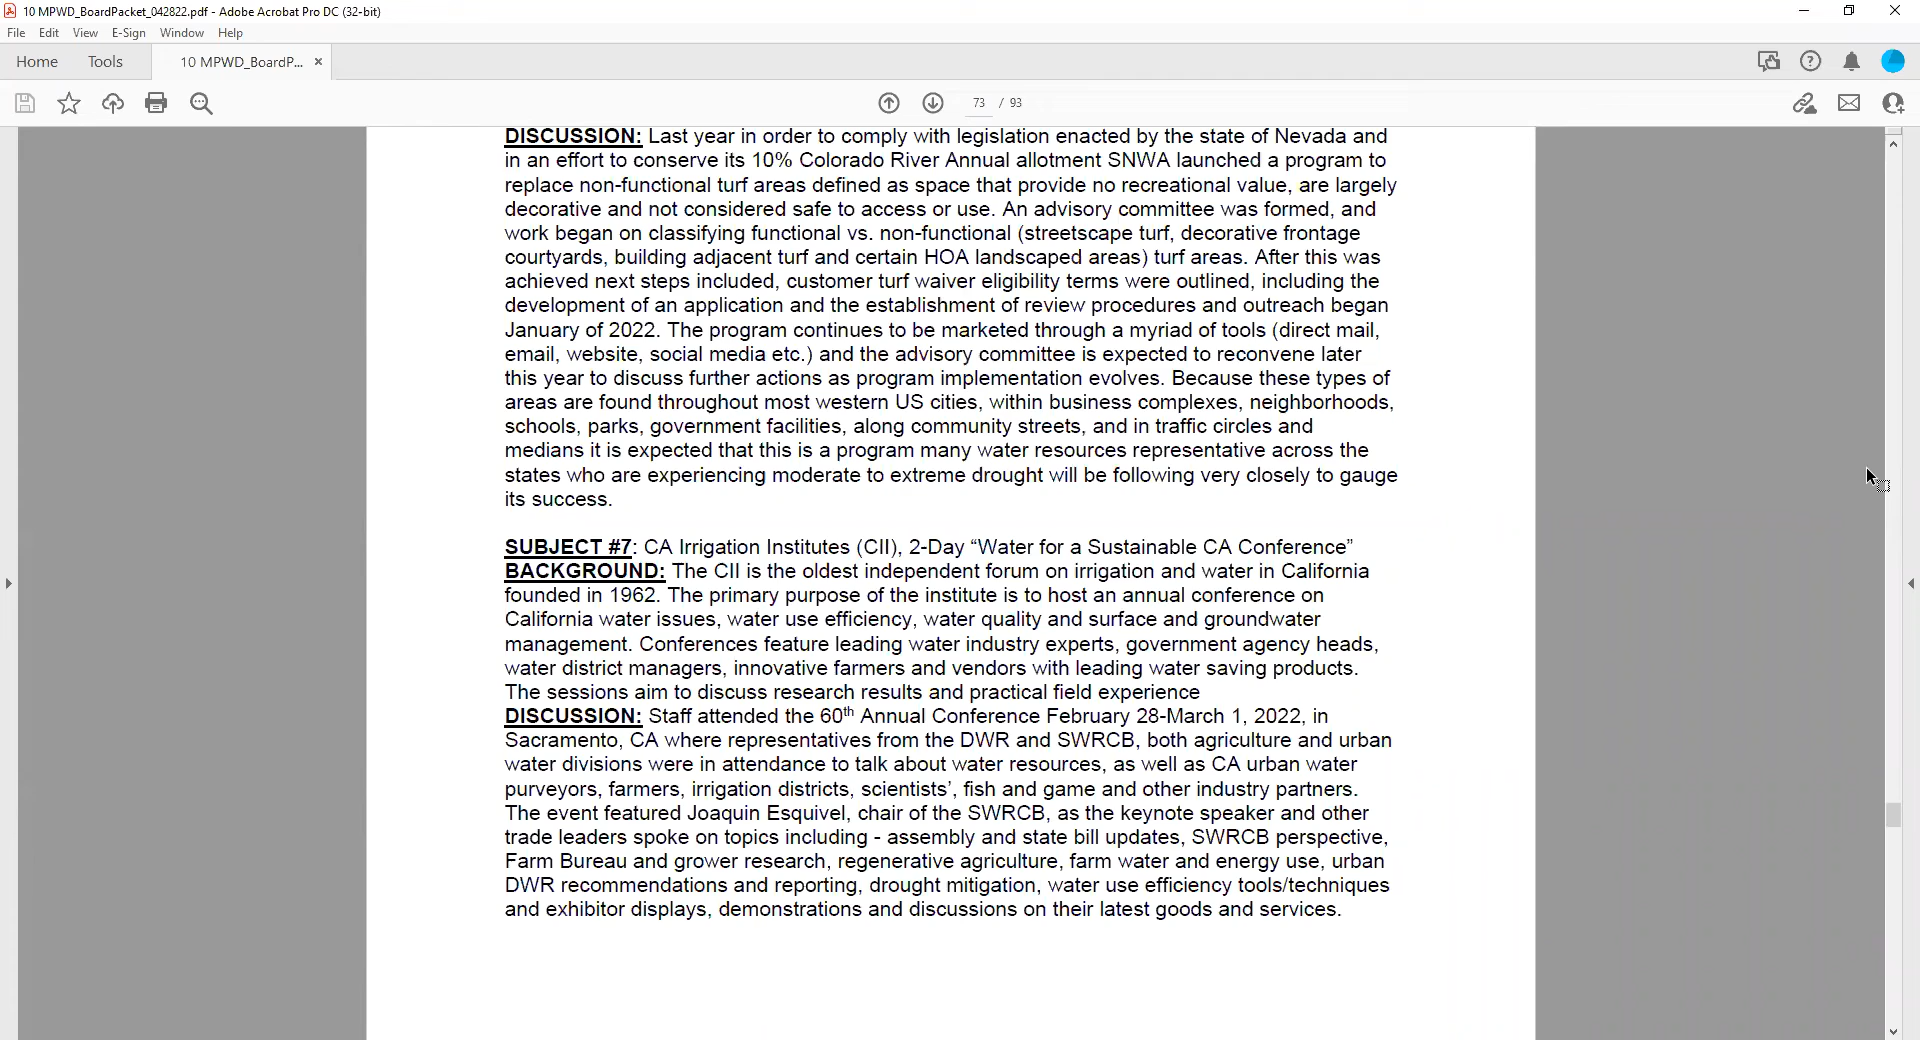 10 MPWD_BoardPacket_042822.pdf - Adobe Acrobat Pro DC (32-bit)
File Edit View E-Sign Window Help
Home Tools 10 MPWD_BoardP... ×
73 / 93
DISCUSSION: Last year in order to comply with legislation enacted by the state of Nevada and
in an effort to conserve its 10% Colorado River Annual allotment SNWA launched a program to
replace non-functional turf areas defined as space that provide no recreational value, are largely
decorative and not considered safe to access or use. An advisory committee was formed, and
work began on classifying functional vs. non-functional (streetscape turf, decorative frontage
courtyards, building adjacent turf and certain HOA landscaped areas) turf areas. After this was
achieved next steps included, customer turf waiver eligibility terms were outlined, including the
development of an application and the establishment of review procedures and outreach began
January of 2022. The program continues to be marketed through a myriad of tools (direct mail,
email, website, social media etc.) and the advisory committee is expected to reconvene later
this year to discuss further actions as program implementation evolves. Because these types of
areas are found throughout most western US cities, within business complexes, neighborhoods,
schools, parks, government facilities, along community streets, and in traffic circles and
medians it is expected that this is a program many water resources representative across the
states who are experiencing moderate to extreme drought will be following very closely to gauge
its success.
SUBJECT #7: CA Irrigation Institutes (CII), 2-Day “Water for a Sustainable CA Conference”
BACKGROUND: The CII is the oldest independent forum on irrigation and water in California
founded in 1962. The primary purpose of the institute is to host an annual conference on
California water issues, water use efficiency, water quality and surface and groundwater
management. Conferences feature leading water industry experts, government agency heads,
water district managers, innovative farmers and vendors with leading water saving products.
The sessions aim to discuss research results and practical field experience
DISCUSSION: Staff attended the 60th Annual Conference February 28-March 1, 2022, in
Sacramento, CA where representatives from the DWR and SWRCB, both agriculture and urban
water divisions were in attendance to talk about water resources, as well as CA urban water
purveyors, farmers, irrigation districts, scientists’, fish and game and other industry partners.
The event featured Joaquin Esquivel, chair of the SWRCB, as the keynote speaker and other
trade leaders spoke on topics including - assembly and state bill updates, SWRCB perspective,
Farm Bureau and grower research, regenerative agriculture, farm water and energy use, urban
DWR recommendations and reporting, drought mitigation, water use efficiency tools/techniques
and exhibitor displays, demonstrations and discussions on their latest goods and services.